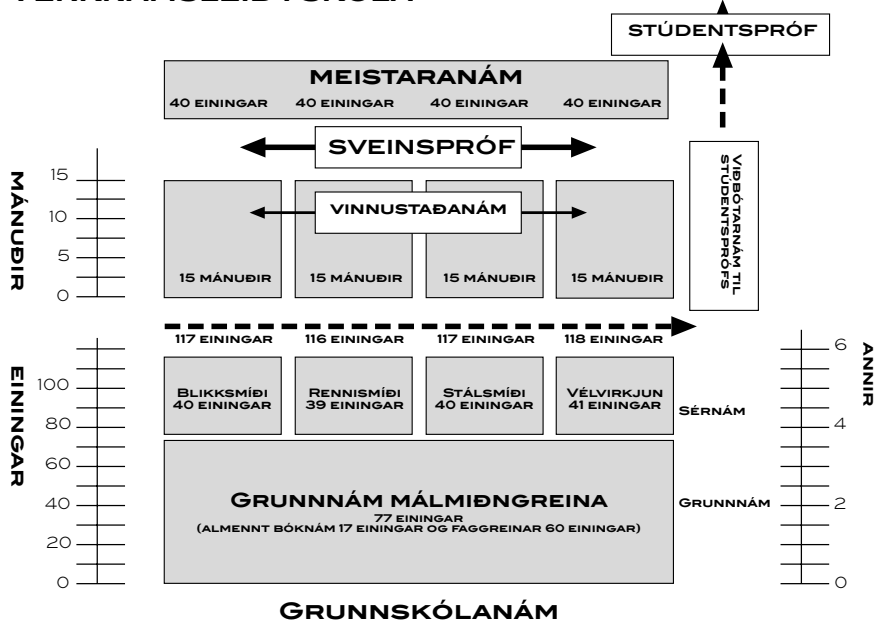 STÚDENTSPRÓF
MEISTARANÁM
40 EININGAR 40 EININGAR 40 EININGAR 40 EININGAR
SVEINSPRÓF
VIÐBÓTARNÁM TIL
STÚDENTSPRÓFS
MÁNUÐIR
15
10
5
0
VINNUSTAÐANÁM
15 MÁNUÐIR 15 MÁNUÐIR 15 MÁNUÐIR 15 MÁNUÐIR
117 EININGAR 116 EININGAR 117 EININGAR 118 EININGAR
EININGAR
100
80
60
40
20
0
BLIKKSMÍÐI
40 EININGAR
RENNISMÍÐI
39 EININGAR
STÁLSMÍÐI
40 EININGAR
VÉLVIRKJUN
41 EININGAR
SÉRNÁM
GRUNNNÁM MÁLMIÐNGREINA
77 EININGAR
(ALMENNT BÓKNÁM 17 EININGAR OG FAGGREINAR 60 EININGAR)
GRUNNNÁM
ANNIR
6
4
2
0
GRUNNSKÓLANÁM